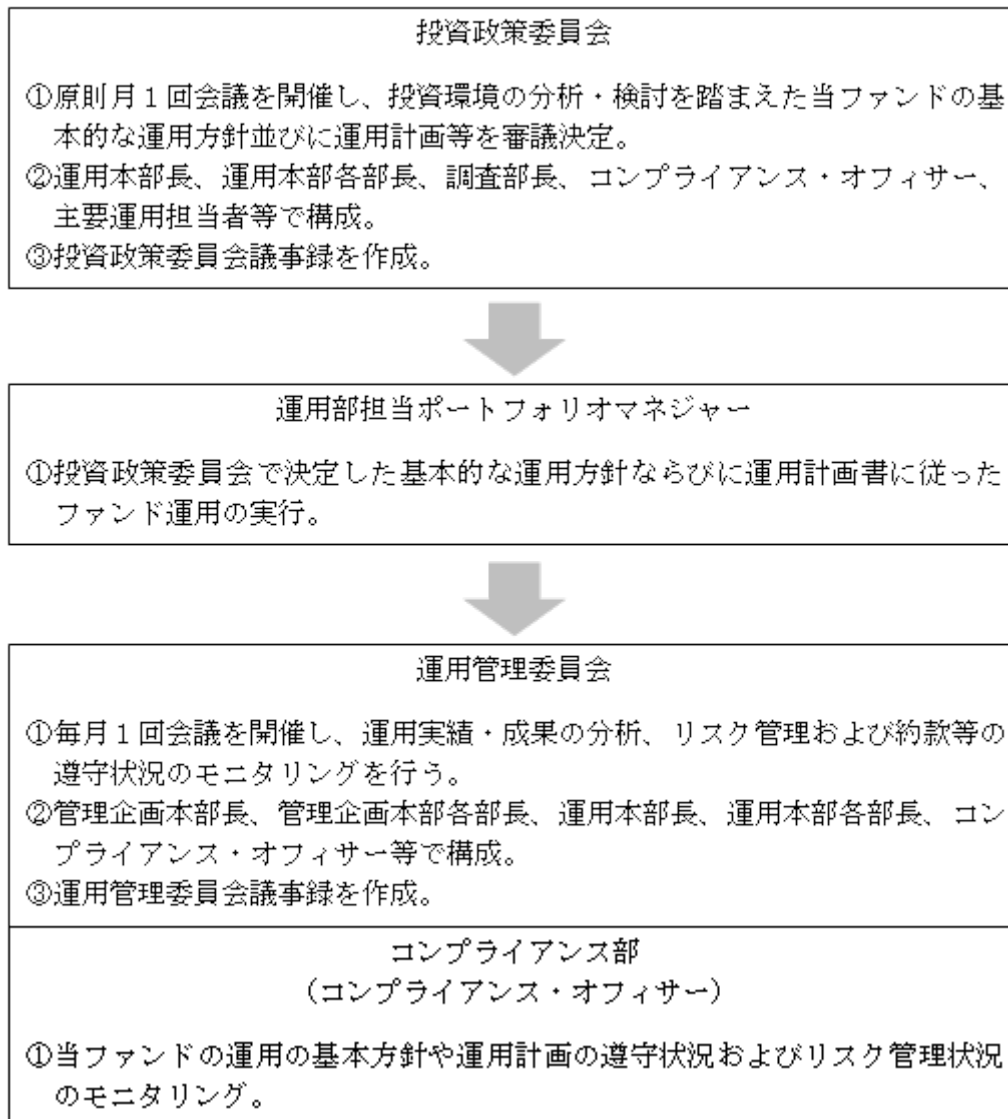 投資政策委員会
①原則月１回会議を開催し、投資環境の分析・検討を踏まえた当ファンドの基
本的な運用方針並びに運用計画等を審議決定。
②運用本部長、運用本部各部長、調査部長、コンプライアンス・オフィサー、
主要運用担当者等で構成。
③投資政策委員会議事録を作成。
運用部担当ポートフォリオマネジャー
①投資政策委員会で決定した基本的な運用方針ならびに運用計画書に従った
ファンド運用の実行。
運用管理委員会
①毎月１回会議を開催し、運用実績・成果の分析、リスク管理および約款等の
遵守状況のモニタリングを行う。
②管理企画本部長、管理企画本部各部長、運用本部長、運用本部各部長、コン
プライアンス・オフィサー等で構成。
③運用管理委員会議事録を作成。
コンプライアンス部
（コンプライアンス・オフィサー）
①当ファンドの運用の基本方針や運用計画の遵守状況およびリスク管理状況
のモニタリング。